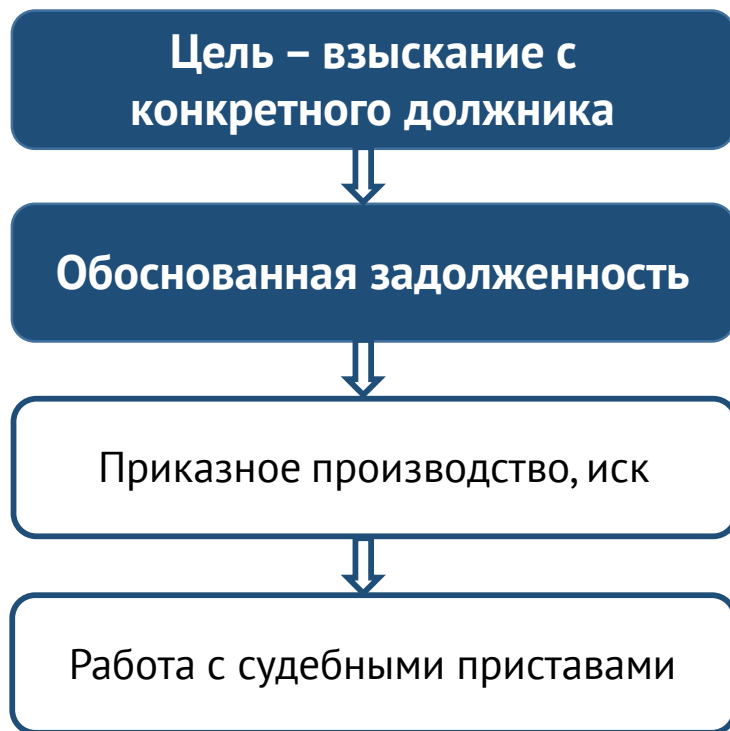 Цель – взыскание с
конкретного должника
Обоснованная задолженность
Приказное производство, иск
Работа с судебными приставами